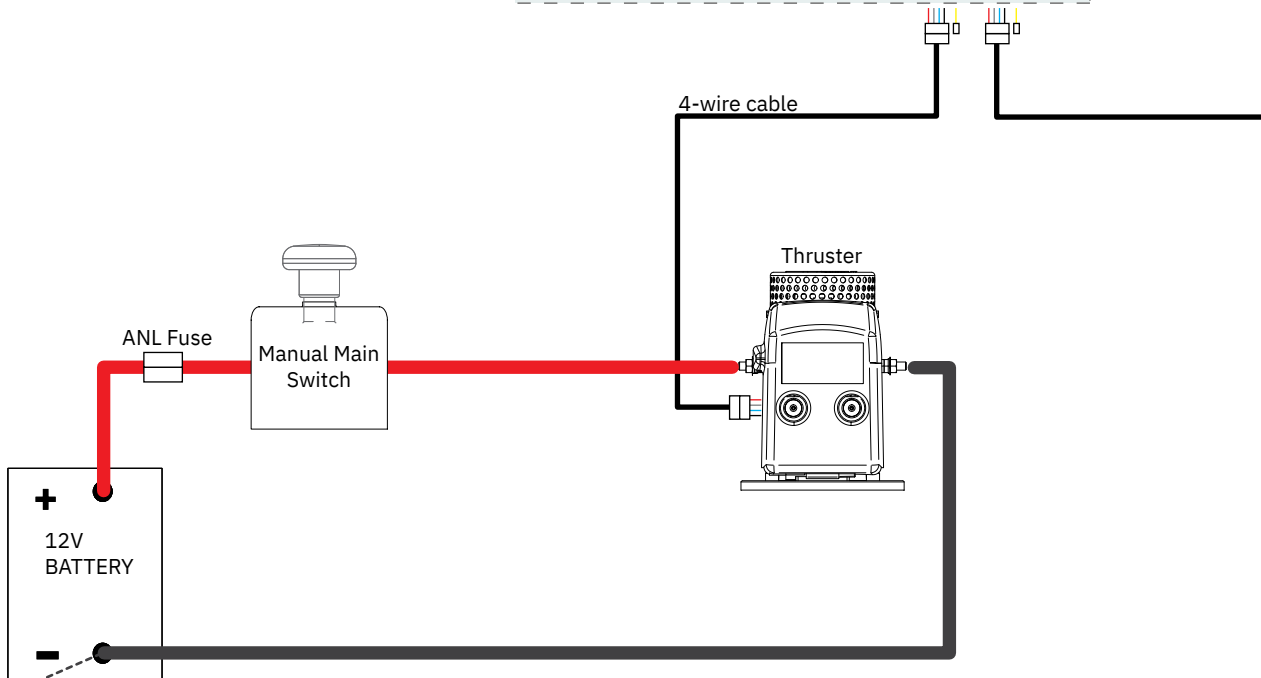 4-wire cable
Thruster
ANL Fuse
Manual Main
Switch
+
12V
BATTERY
-